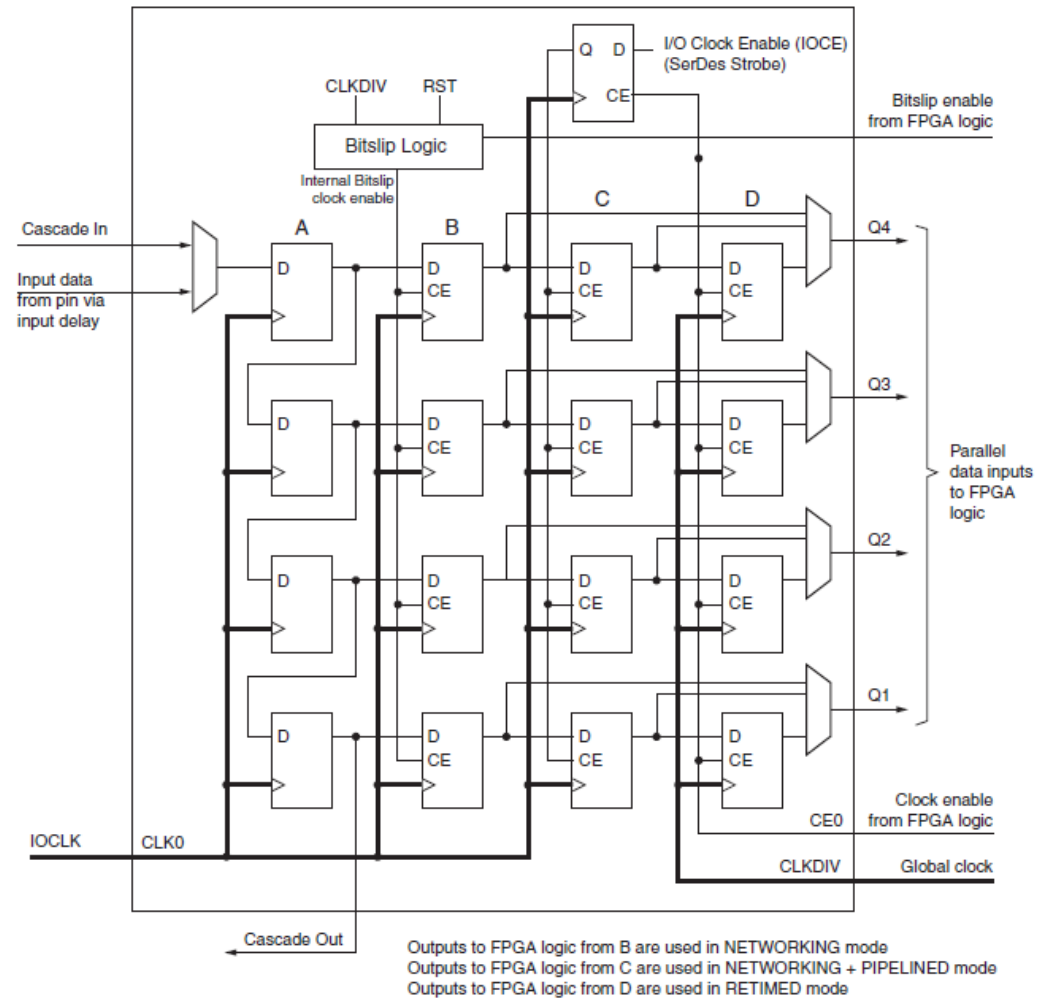 Q D
I/O Clock Enable (IOCE)
(SerDes Strobe)
CE
CLKDIV RST
Bitslip enable
from FPGA logic
Bitslip Logic
Internal Bitslip
clock enable
A B C D
Cascade In
Q4
Input data
from pin via
input delay
D D D D
CE CE CE
Q3
D D D D
CE CE CE
Parallel
data inputs
to FPGA
logic
Q2
D D D D
CE CE CE
Q1
D D D D
CE CE CE
Clock enable
CE0 from FPGA logic
IOCLK CLK0
CLKDIV Global clock
Cascade Out
Outputs to FPGA logic from B are used in NETWORKING mode
Outputs to FPGA logic from C are used in NETWORKING + PIPELINED mode
Outputs to FPGA logic from D are used in RETIMED mode